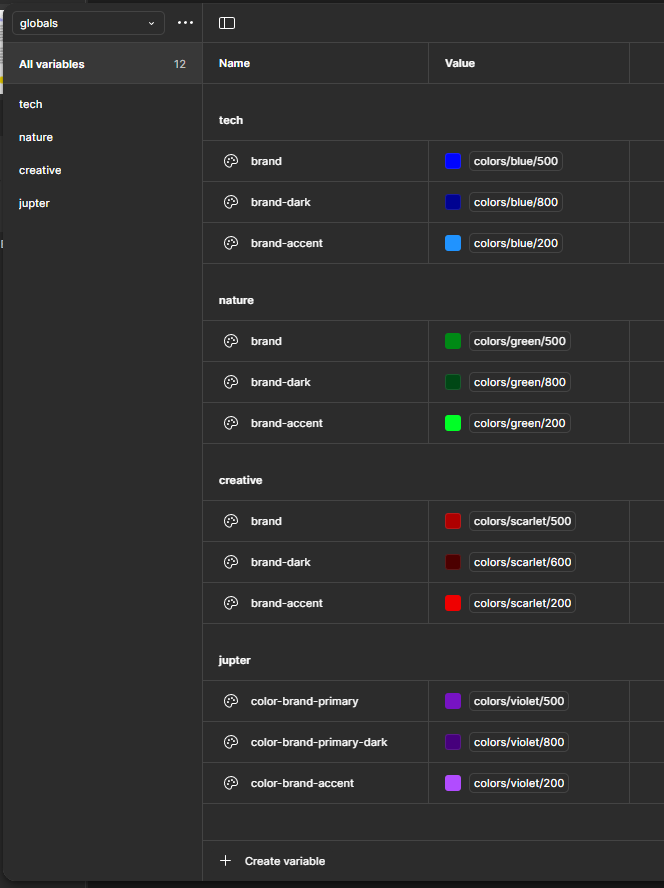 globals
All variables 12
tech
nature
creative
jupter
Name Value
tech
brand colors/blue/500
brand-dark colors/blue/800
brand-accent colors/blue/200
nature
brand colors/green/500
brand-dark colors/green/800
brand-accent colors/green/200
creative
brand colors/scarlet/500
brand-dark colors/scarlet/600
brand-accent colors/scarlet/200
jupter
color-brand-primary colors/violet/500
color-brand-primary-dark colors/violet/800
color-brand-accent colors/violet/200
Create variable